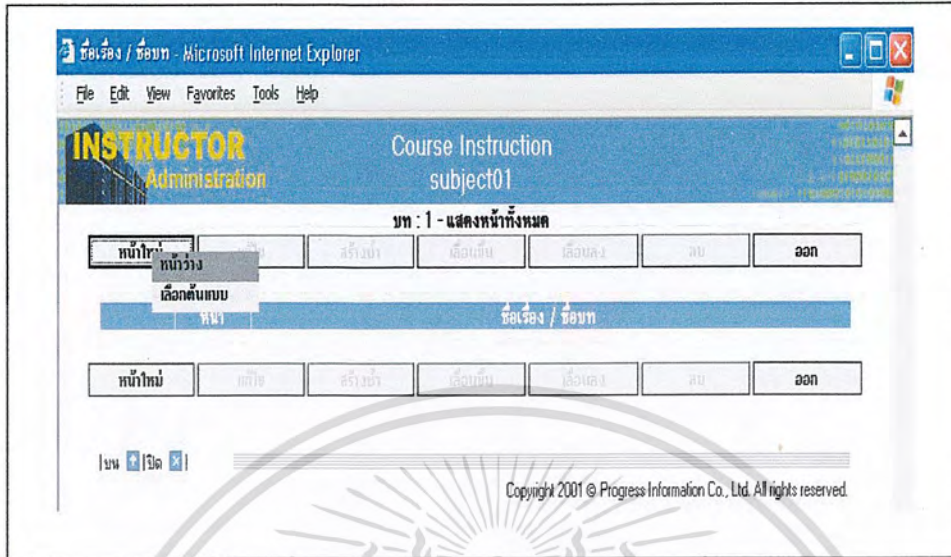 ชื่อเรื่อง / ชื่อบท - Microsoft Internet Explorer
File Edit View Favorites Tools Help
INSTRUCTOR
Administration
Course Instruction
subject01
บท : 1 - แสดงหน้าทั้งหมด
หน้าใหม่ แก้ไข สร้างซ้ำ เลื่อนขึ้น เลื่อนลง ลบ ออก
หน้าว่าง
เลือกต้นแบบ
หน้า ชื่อเรื่อง / ชื่อบท
หน้าใหม่ แก้ไข สร้างซ้ำ เลื่อนขึ้น เลื่อนลง ลบ ออก
|บน |ปิด |
Copyright 2001 © Progress Information Co., Ltd. All rights reserved.